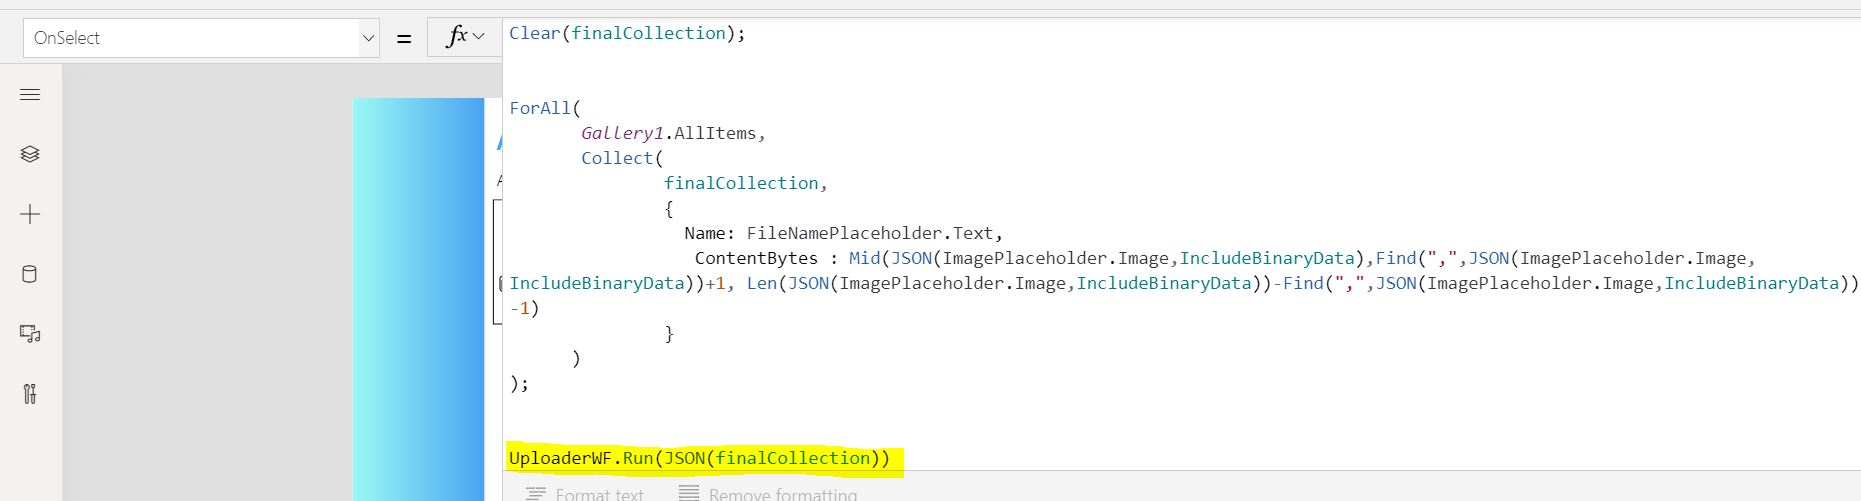 OnSelect
=
fx
Clear(finalCollection);
ForAll(
Gallery1.AllItems,
Collect(
finalCollection,
{
Name: FileNamePlaceholder.Text,
ContentBytes : Mid(JSON(ImagePlaceholder.Image,IncludeBinaryData),Find(",",JSON(ImagePlaceholder.Image,
IncludeBinaryData))+1, Len(JSON(ImagePlaceholder.Image,IncludeBinaryData))-Find(",",JSON(ImagePlaceholder.Image,IncludeBinaryData))
-1)
}
)
);
UploaderWF.Run(JSON(finalCollection))
Format text Remove formatting